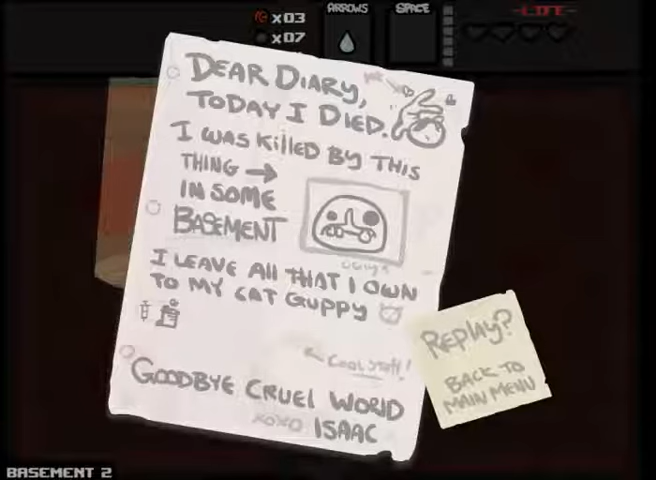 x03
x07
ARROWS
SPACE
LIFE
DEAR DIARY,
TODAY I DIED.
I WAS KILLED BY THIS
THING →
IN SOME
BASEMENT
I LEAVE ALL THAT I OWN
TO MY CAT GUPPY
COOL STUFF!
GOODBYE CRUEL WORLD
XOXO ISAAC
REPLAY?
BACK TO
MAIN MENU
BASEMENT 2